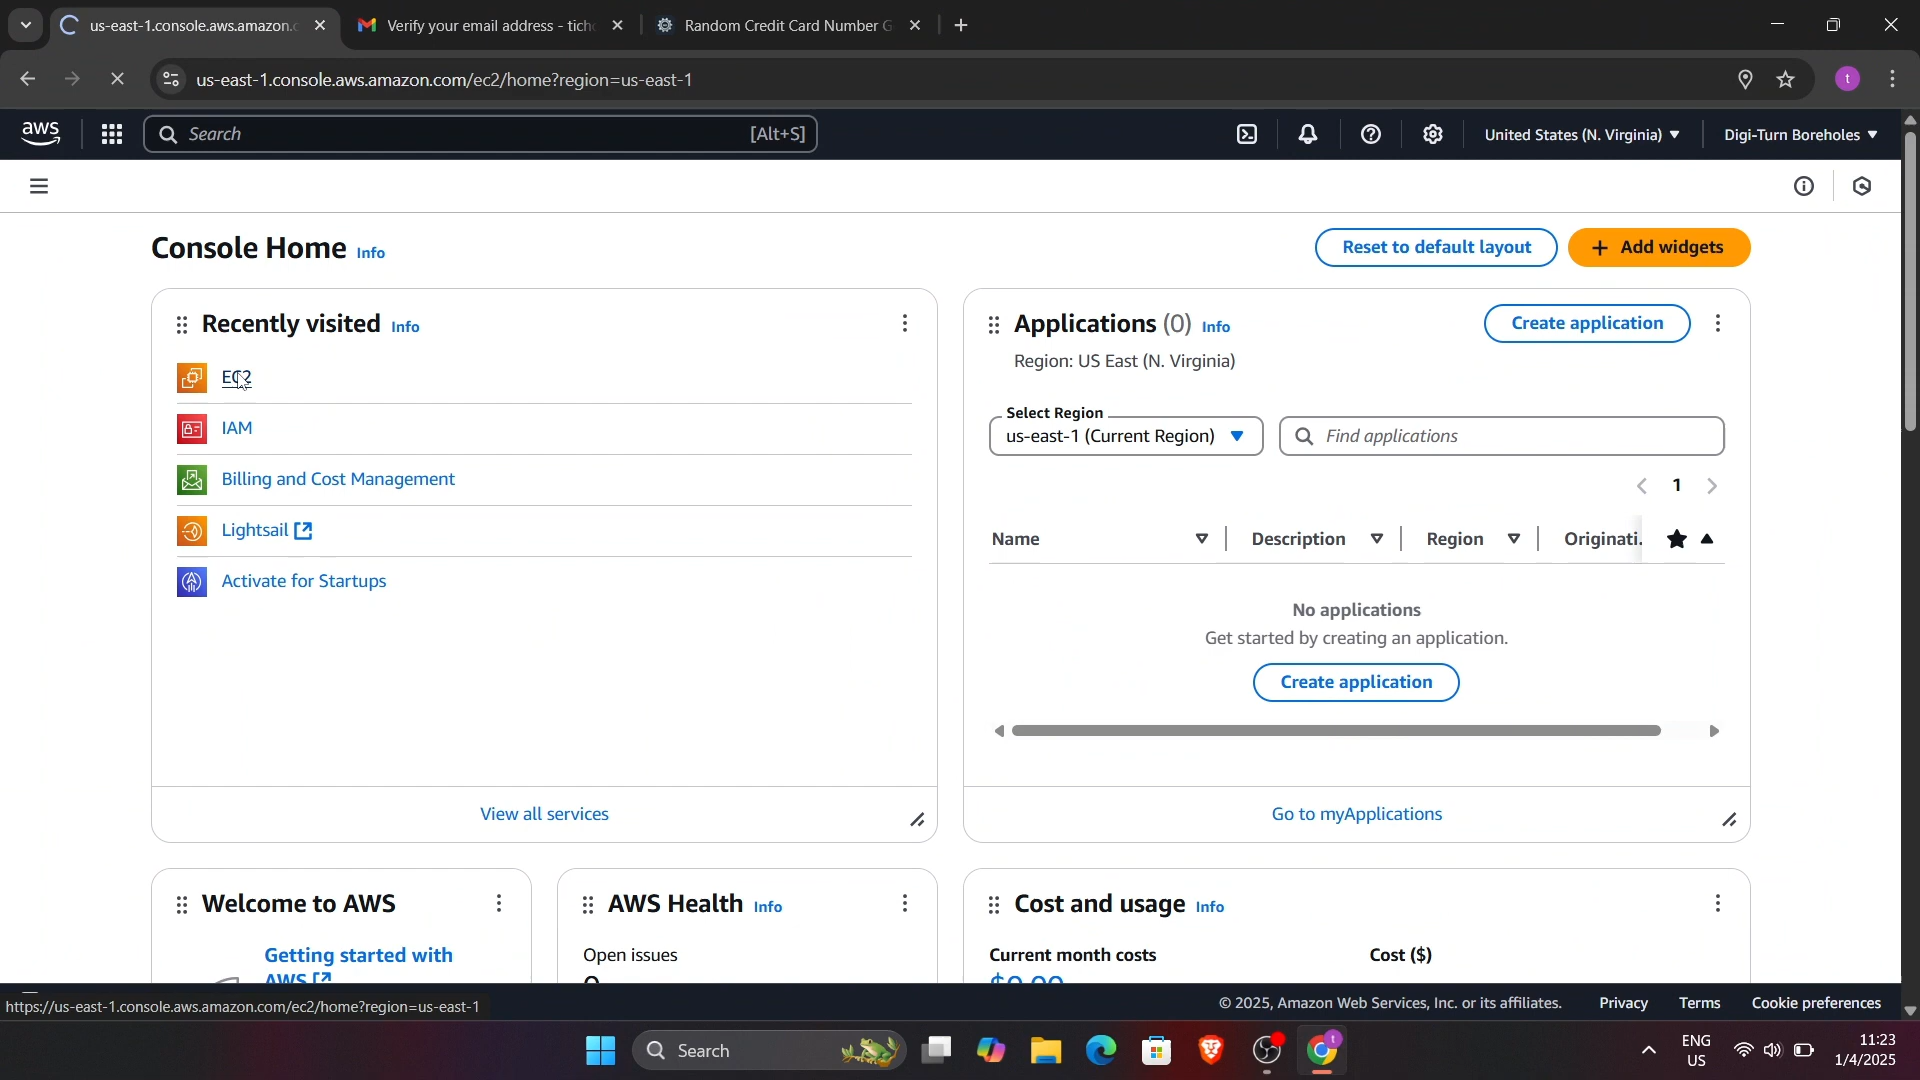 us-east-1.console.aws.amazon.c
Verify your email address - tich
Random Credit Card Number G
us-east-1.console.aws.amazon.com/ec2/home?region=us-east-1
t
aws
Search
[Alt+S]
United States (N. Virginia)
Digi-Turn Boreholes
Console Home Info
Reset to default layout
Add widgets
Recently visited Info
EC2
IAM
Billing and Cost Management
Lightsail
Activate for Startups
View all services
Applications (0) Info
Create application
Region: US East (N. Virginia)
Select Region
us-east-1 (Current Region)
Find applications
1
Name
Description
Region
Originati.
No applications
Get started by creating an application.
Create application
Go to myApplications
Welcome to AWS
Getting started with
AWS
AWS Health Info
Open issues
0
Cost and usage Info
Current month costs
$0.00
Cost ($)
https://us-east-1.console.aws.amazon.com/ec2/home?region=us-east-1
© 2025, Amazon Web Services, Inc. or its affiliates.
Privacy
Terms
Cookie preferences
Search
t
ENG
US
11:23
1/4/2025